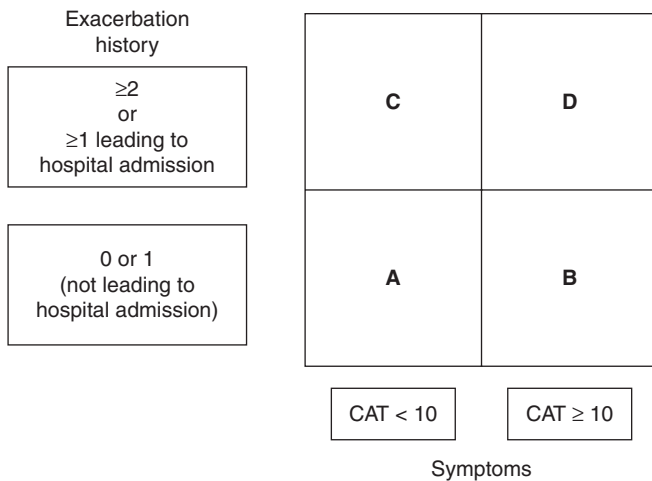 Exacerbation
history
≥2
or
≥1 leading to
hospital admission
C
D
0 or 1
(not leading to
hospital admission)
A
B
CAT < 10
CAT ≥ 10
Symptoms